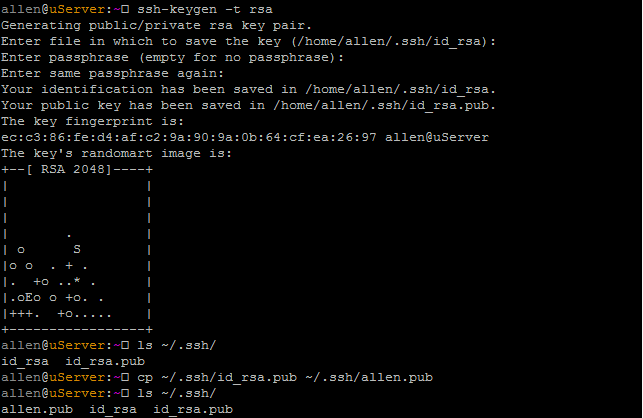 allen@uServer:~□ ssh-keygen -t rsa
Generating public/private rsa key pair.
Enter file in which to save the key (/home/allen/.ssh/id_rsa):
Enter passphrase (empty for no passphrase):
Enter same passphrase again:
Your identification has been saved in /home/allen/.ssh/id_rsa.
Your public key has been saved in /home/allen/.ssh/id_rsa.pub.
The key fingerprint is:
ec:c3:86:fe:d4:af:c2:9a:90:9a:0b:64:cf:ea:26:97 allen@uServer
The key's randomart image is:
+--[ RSA 2048]----+
|                 |
|                 |
|                 |
|       .         |
| o      S        |
|o o  . + .       |
|.  +o ..* .      |
|.oEo o +o. .     |
|+++.  +o.....    |
+-----------------+
allen@uServer:~□ ls ~/.ssh/
id_rsa  id_rsa.pub
allen@uServer:~□ cp ~/.ssh/id_rsa.pub ~/.ssh/allen.pub
allen@uServer:~□ ls ~/.ssh/
allen.pub  id_rsa  id_rsa.pub